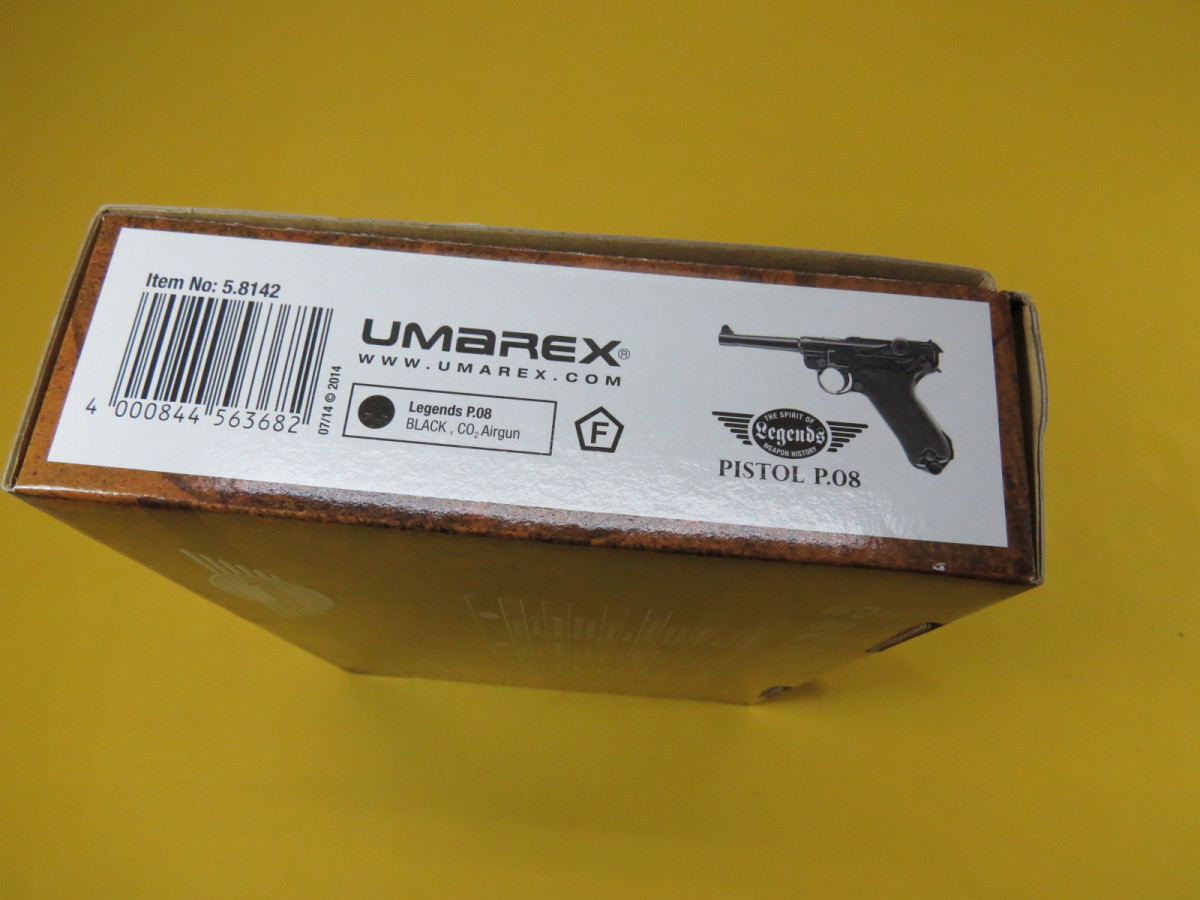 Item No: 5.8142
4 000844 563682
07/14 © 2014
UMAREX®
WWW.UMAREX.COM
Legends P.08
BLACK , CO₂ Airgun
F
THE SPIRIT OF
Legends
WEAPON HISTORY
PISTOL P.08